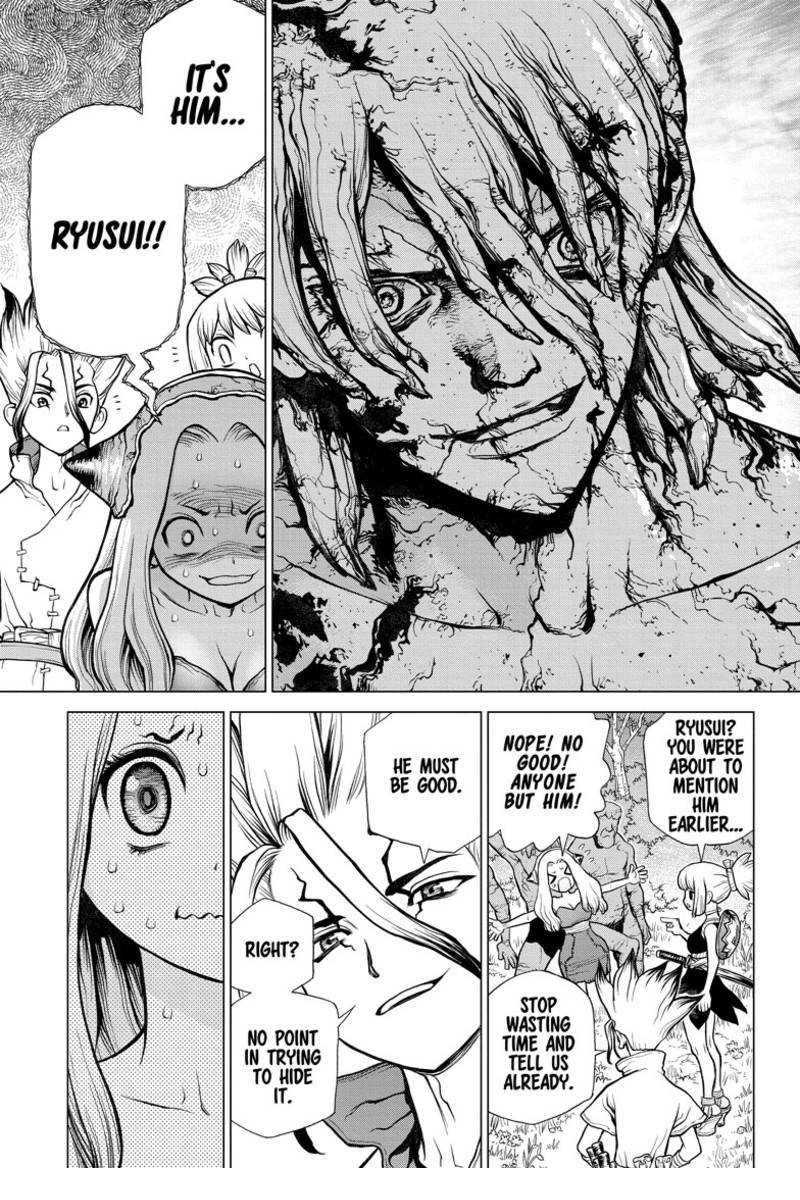 IT'S
HIM...
RYUSUI!!
RYUSUI?
YOU WERE
ABOUT TO
MENTION
HIM
EARLIER...
NOPE! NO
GOOD!
ANYONE
BUT HIM!
STOP
WASTING
TIME AND
TELL US
ALREADY.
HE MUST
BE GOOD.
RIGHT?
NO POINT
IN TRYING
TO HIDE
IT.